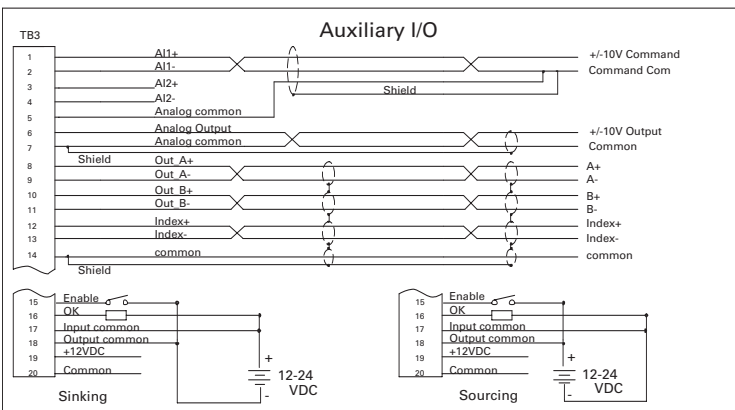 Auxiliary I/O
TB3
1 AI1+ +/-10V Command
2 AI1- Command Com
3 AI2+
Shield
4 AI2-
5 Analog common
6 Analog Output +/-10V Output
7 Analog common Common
Shield
8 Out_A+ A+
9 Out_A- A-
10 Out_B+ B+
11 Out_B- B-
12 Index+ Index+
13 Index- Index-
14 common common
Shield
15 Enable
16 OK
17 Input common
18 Output common
19 +12VDC
20 Common
+
12-24
VDC
-
Sinking
15 Enable
16 OK
17 Input common
18 Output common
19 +12VDC
20 Common
+
12-24
VDC
-
Sourcing